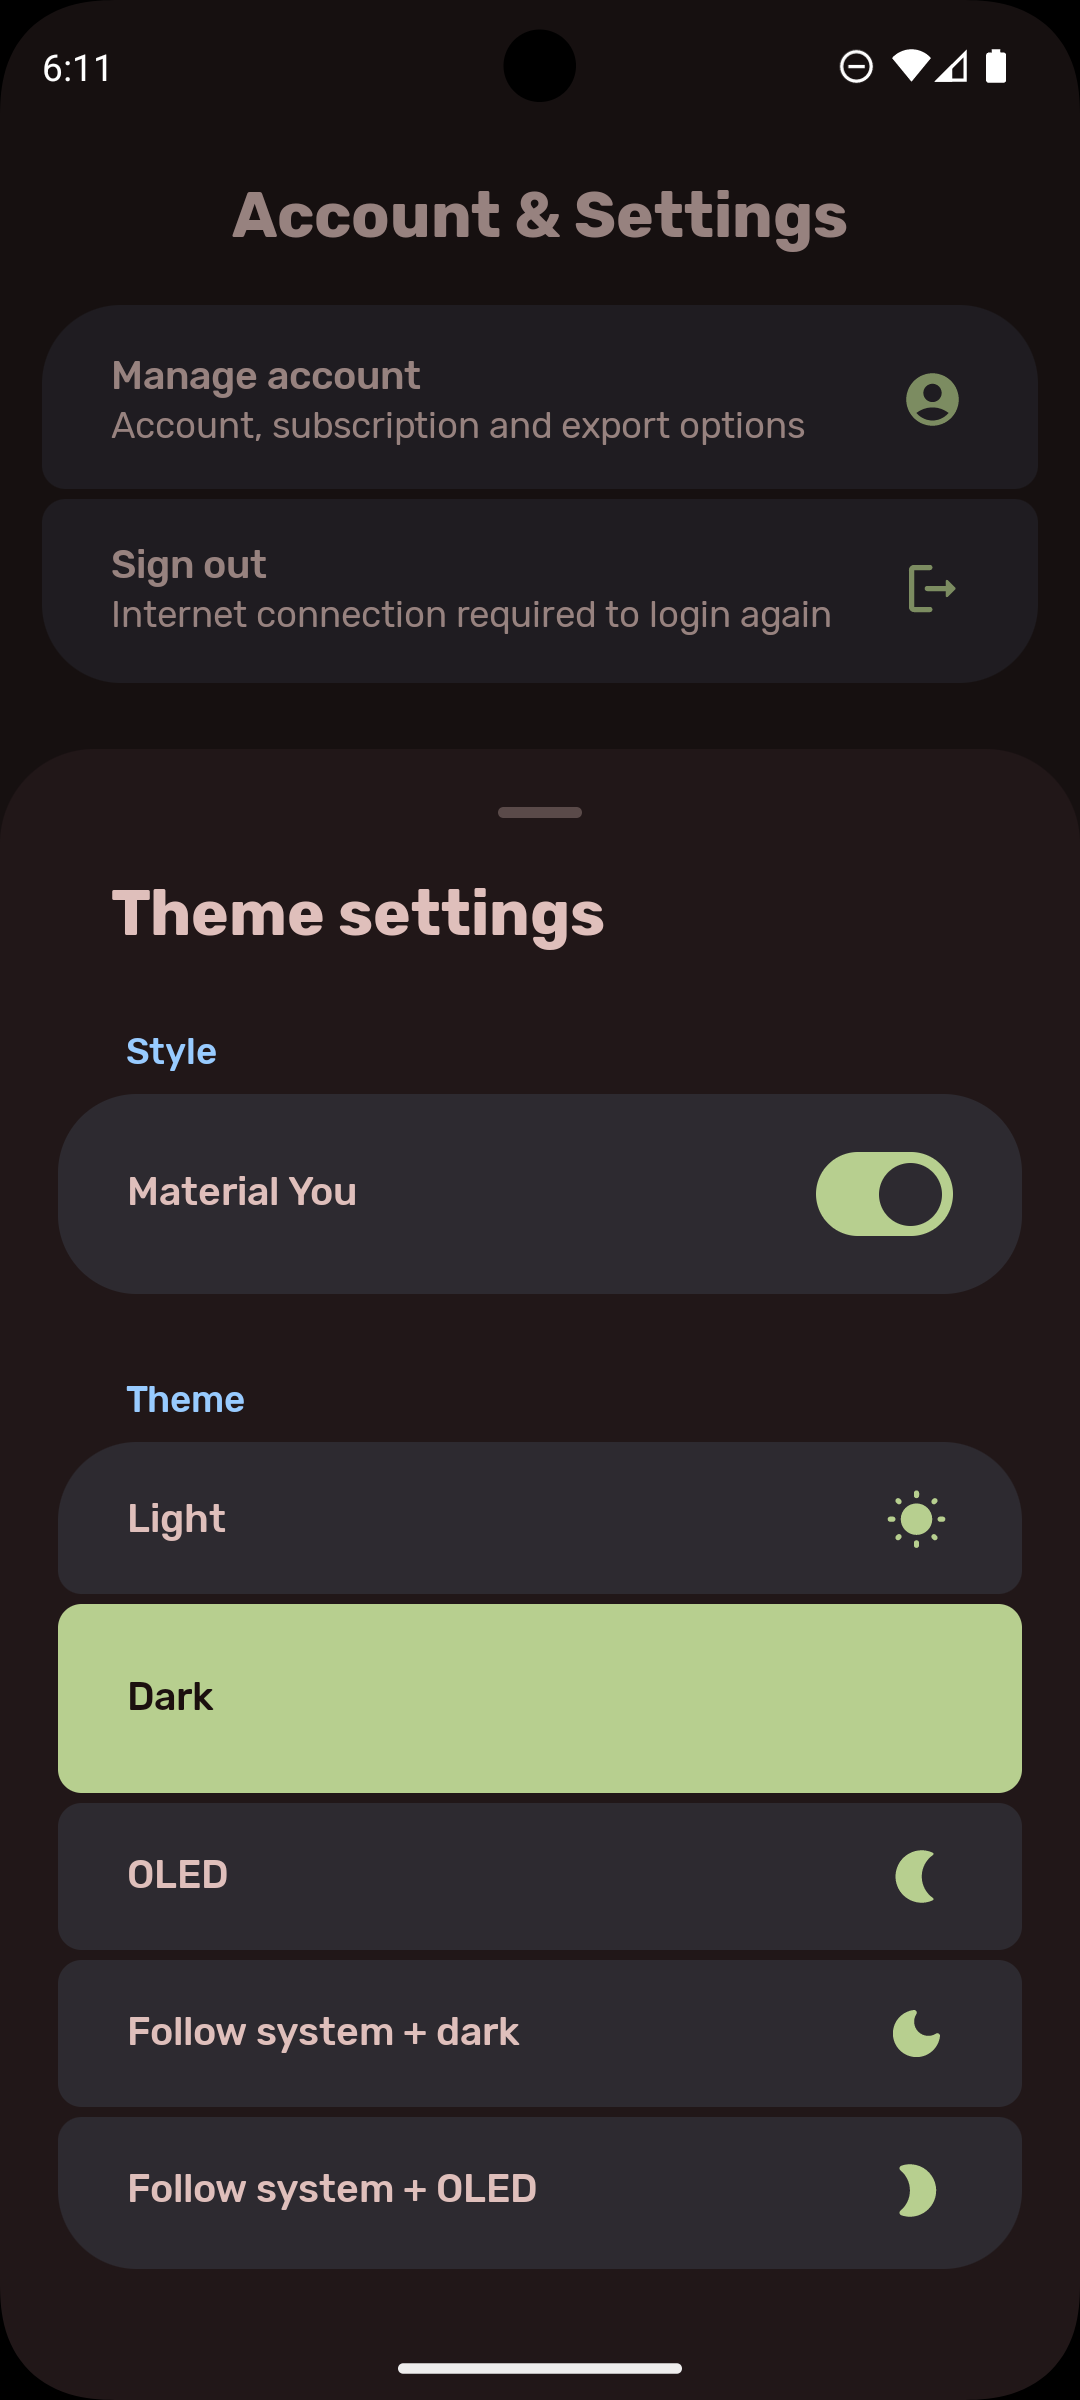 6:11
Account & Settings
Manage account
Account, subscription and export options
Sign out
Internet connection required to login again
Theme settings
Style
Material You
Theme
Light
Dark
OLED
Follow system + dark
Follow system + OLED